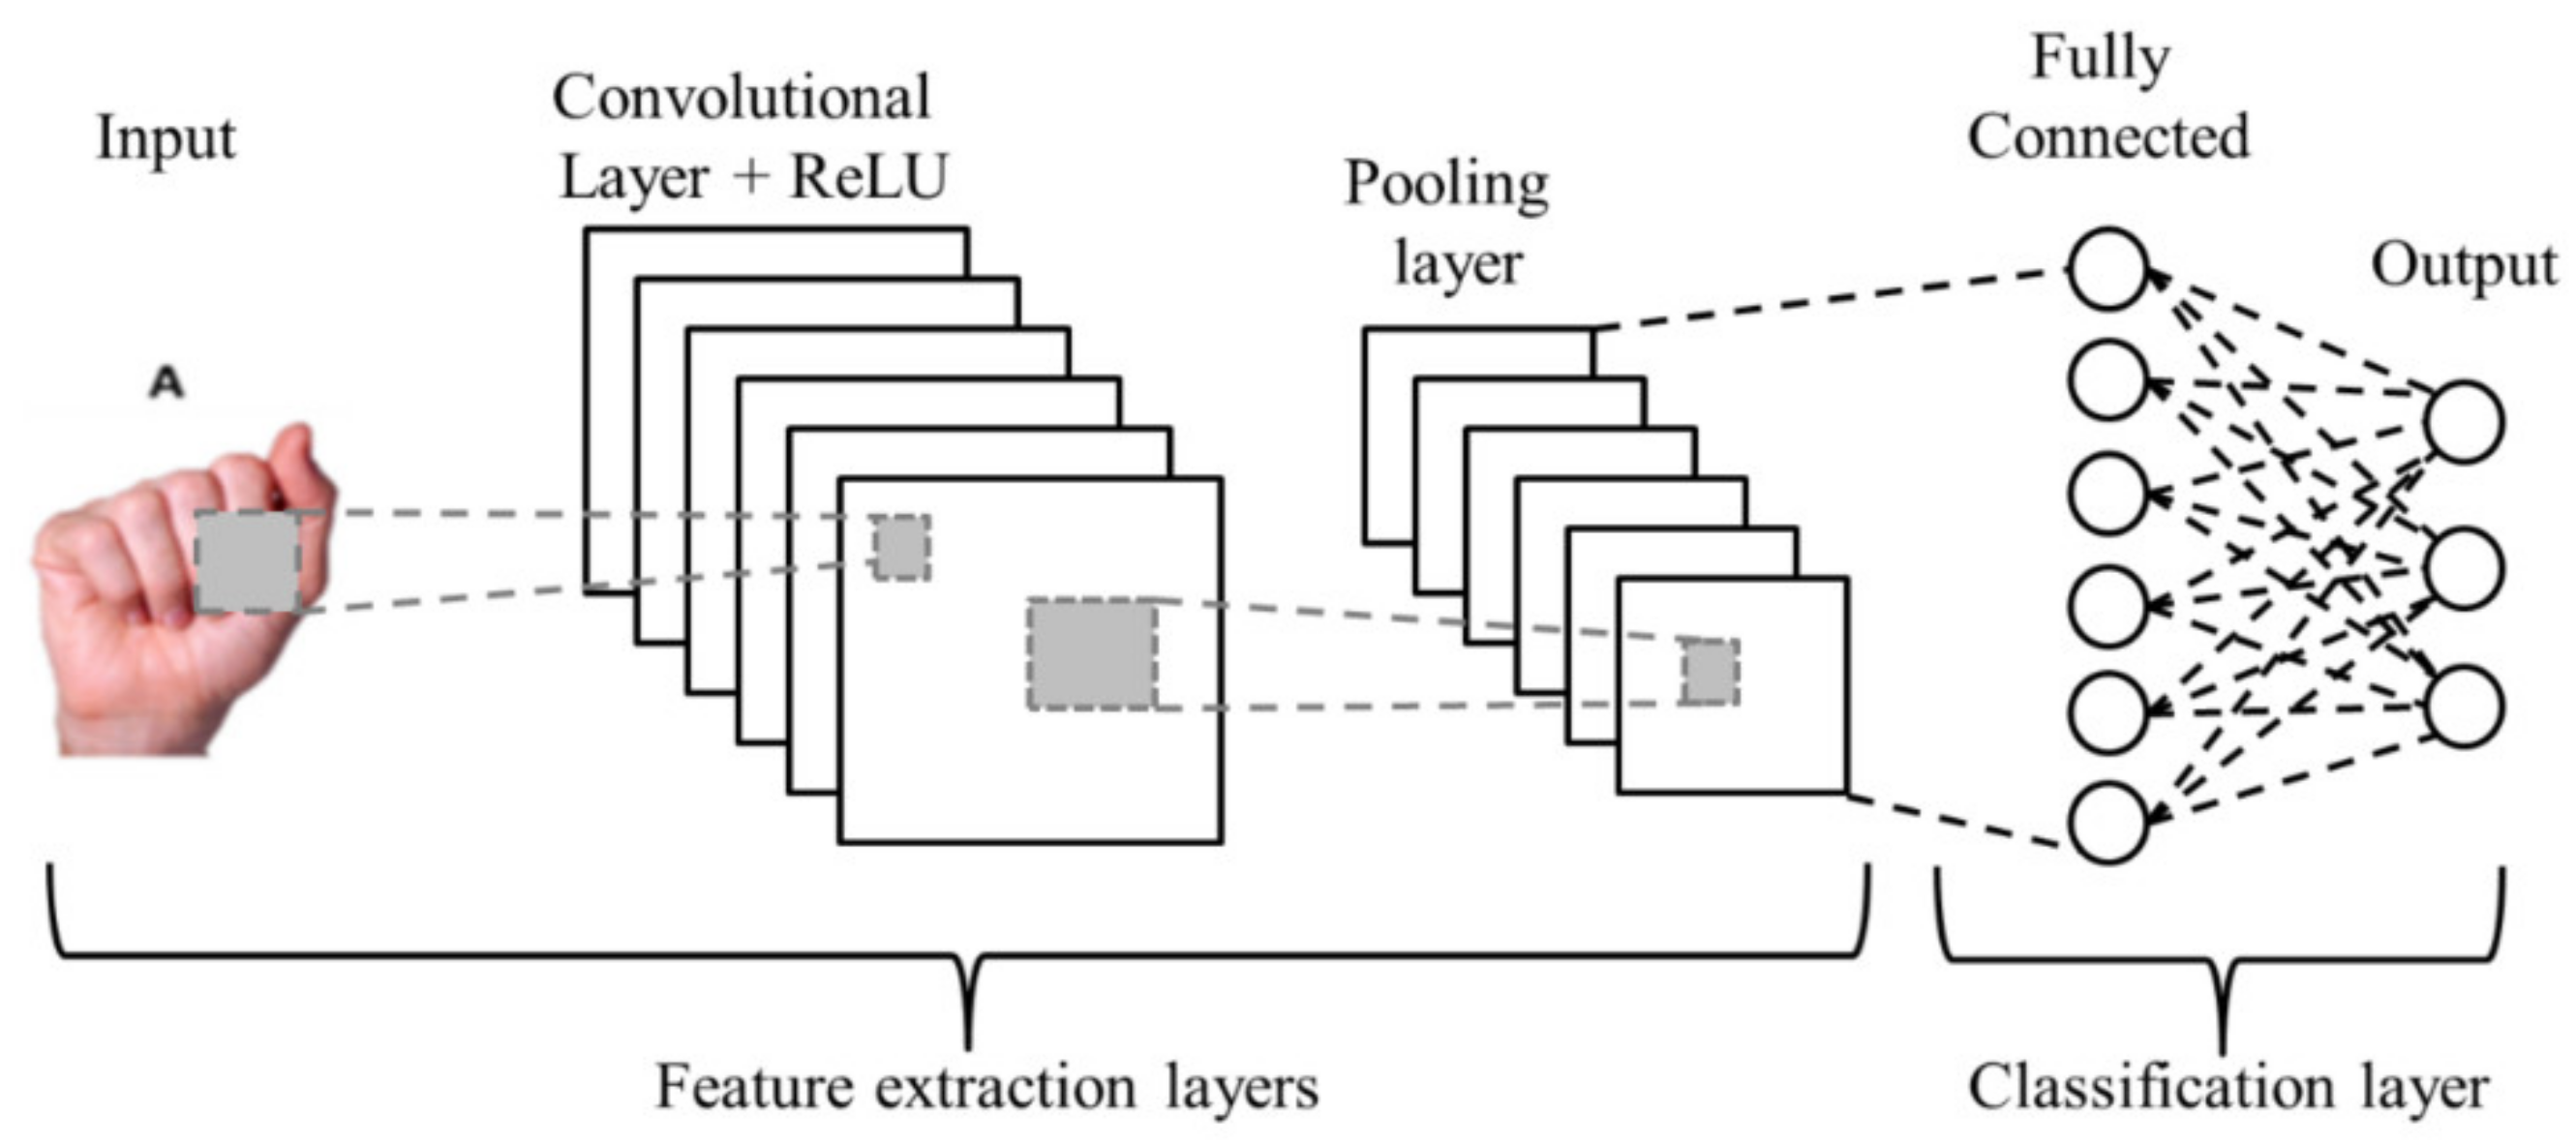 Input
Convolutional
Layer + ReLU
Pooling
layer
Fully
Connected
Output
A
Feature extraction layers
Classification layer